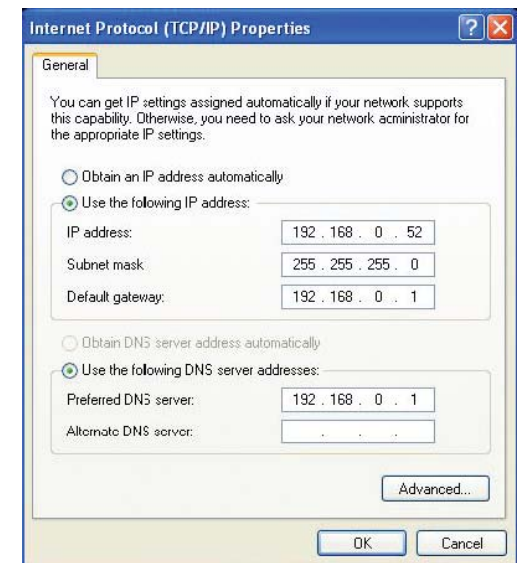 Internet Protocol (TCP/IP) Properties
General
You can get IP settings assigned automatically if your network supports
this capability. Otherwise, you need to ask your network acministrator for
the appropriate IP settings.
Obtain an IP address automatically
Use the following IP address:
IP address: 192 . 168 . 0 . 52
Subnet mask 255 . 255 . 255 . 0
Default gateway: 192 . 168 . 0 . 1
Obtain DNS server address automatically
Use the following DNS server addresses:
Preferred DNS server: 192 . 168 . 0 . 1
Alternate DNS server: . . .
Advanced...
OK Cancel